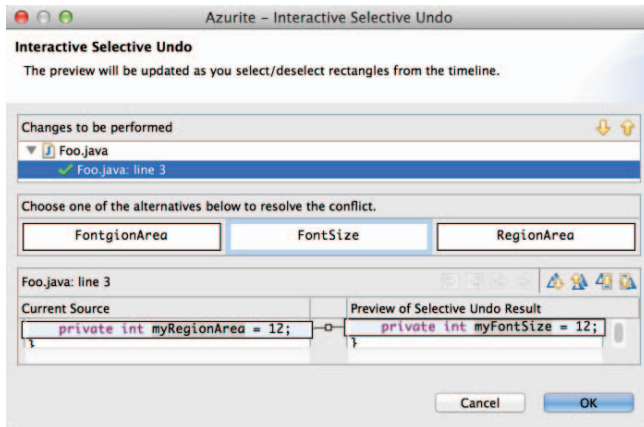 Azurite – Interactive Selective Undo
Interactive Selective Undo
The preview will be updated as you select/deselect rectangles from the timeline.
Changes to be performed
Foo.java
Foo.java: line 3
Choose one of the alternatives below to resolve the conflict.
FontgionArea FontSize RegionArea
Foo.java: line 3
Current Source Preview of Selective Undo Result
private int myRegionArea = 12; private int myFontSize = 12;
} }
Cancel OK